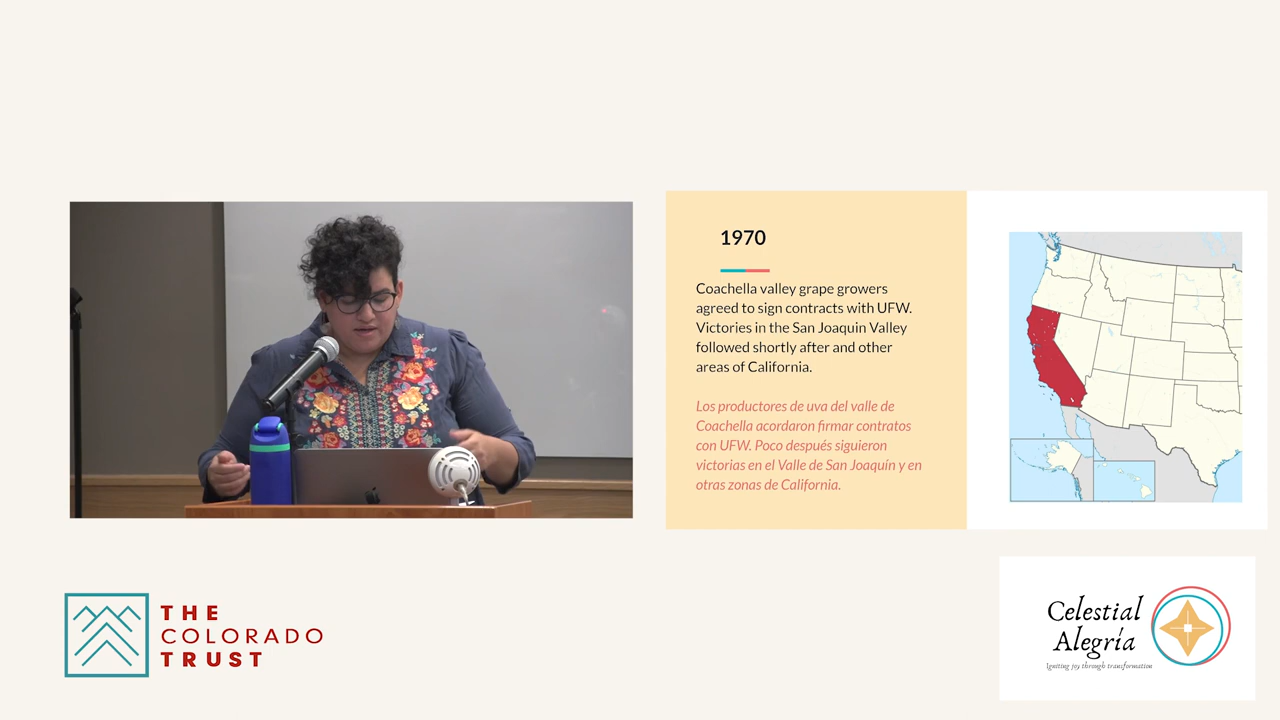 1970
Coachella valley grape growers
agreed to sign contracts with UFW.
Victories in the San Joaquin Valley
followed shortly after and other
areas of California.
Los productores de uva del valle de
Coachella acordaron firmar contratos
con UFW. Poco después siguieron
victorias en el Valle de San Joaquín y en
otras zonas de California.
THE
COLORADO
TRUST
Celestial
Alegría
Igniting joy through transformation